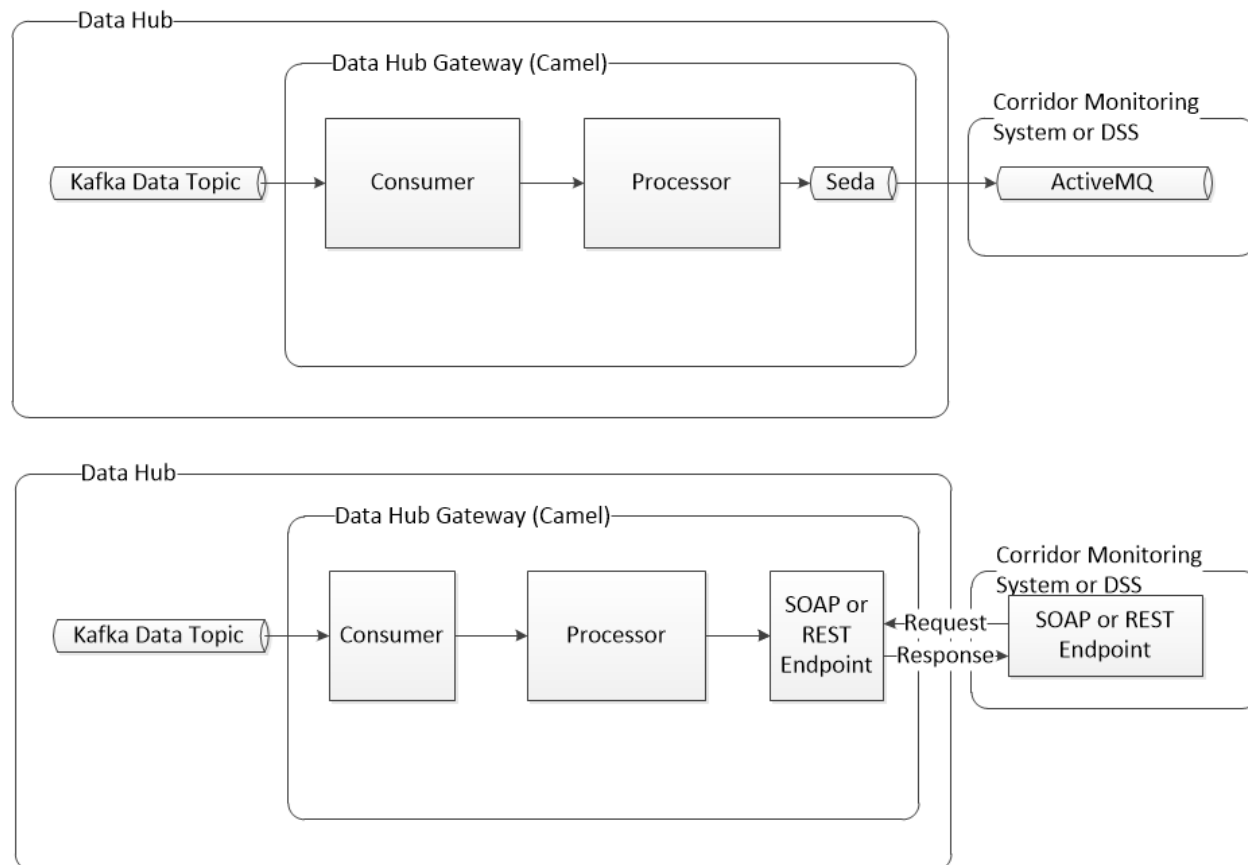 Data Hub
Data Hub Gateway (Camel)
Corridor Monitoring
System or DSS
Kafka Data Topic
Consumer
Processor
Seda
ActiveMQ
Data Hub
Data Hub Gateway (Camel)
Corridor Monitoring
System or DSS
Kafka Data Topic
Consumer
Processor
SOAP or
REST
Endpoint
Request
Response
SOAP or REST
Endpoint